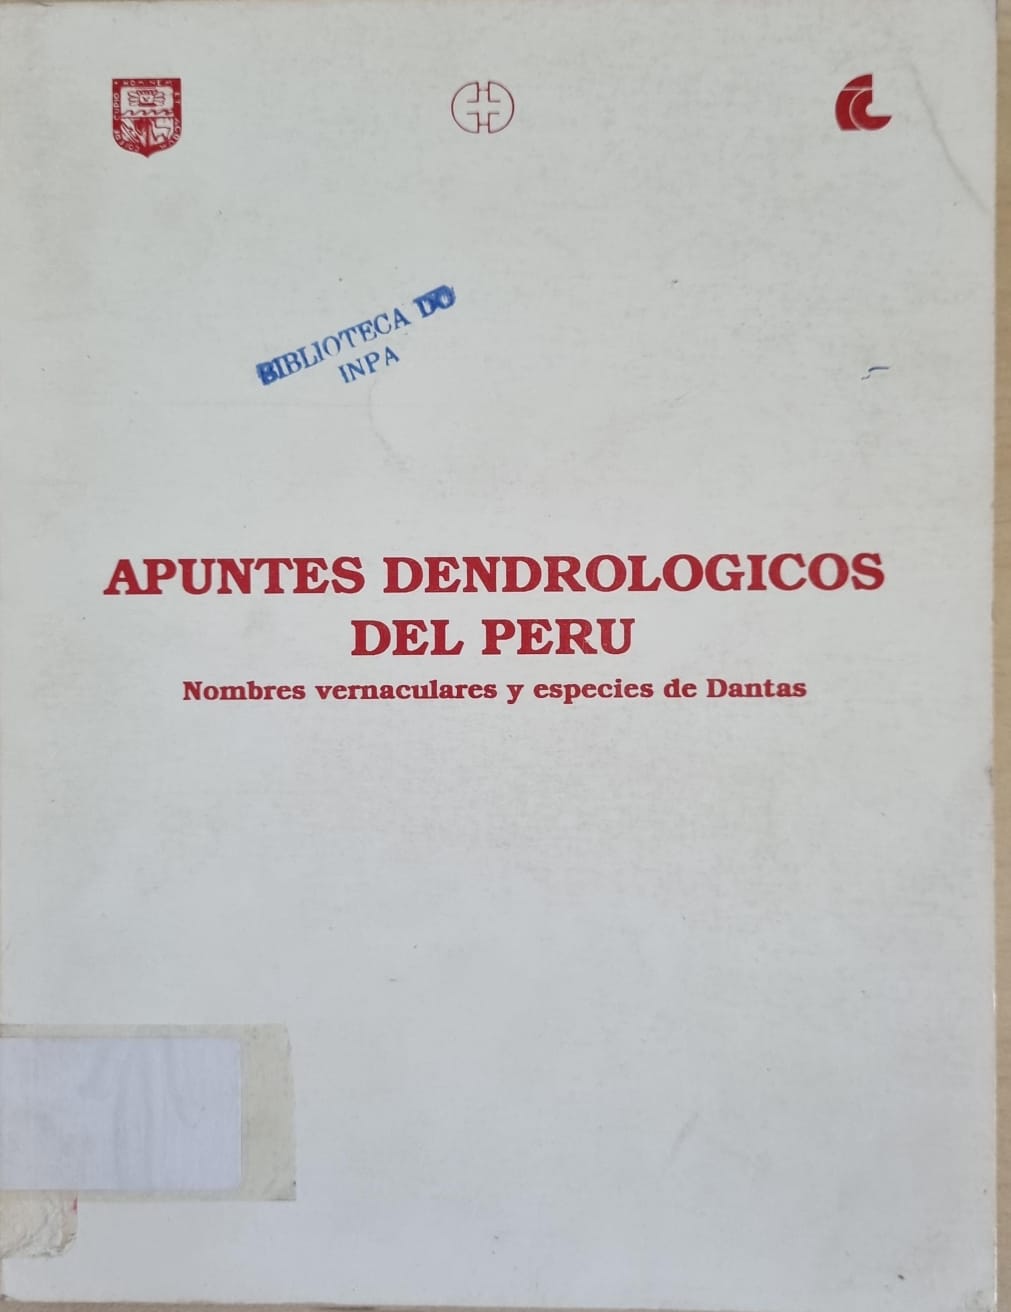 BIBLIOTECA DO
INPA
APUNTES DENDROLOGICOS
DEL PERU
Nombres vernaculares y especies de Dantas